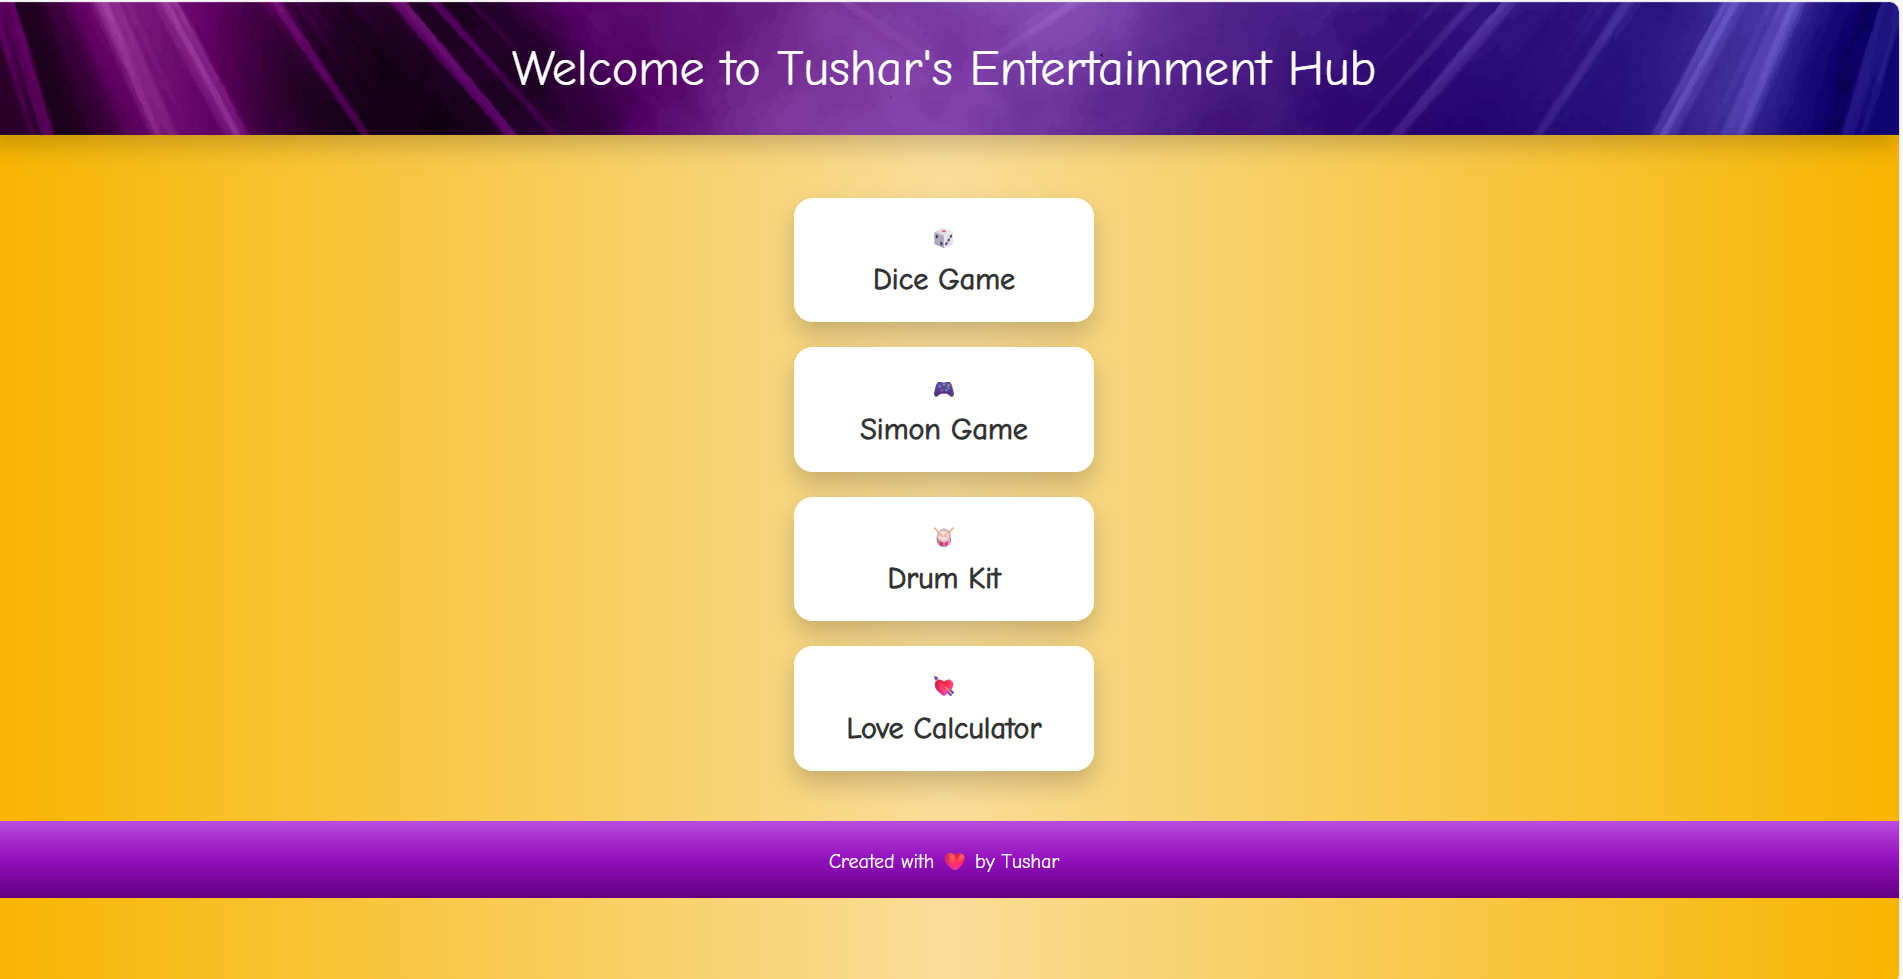 Welcome to Tushar's Entertainment Hub
Dice Game
Simon Game
Drum Kit
Love Calculator
Created with ❤️ by Tushar